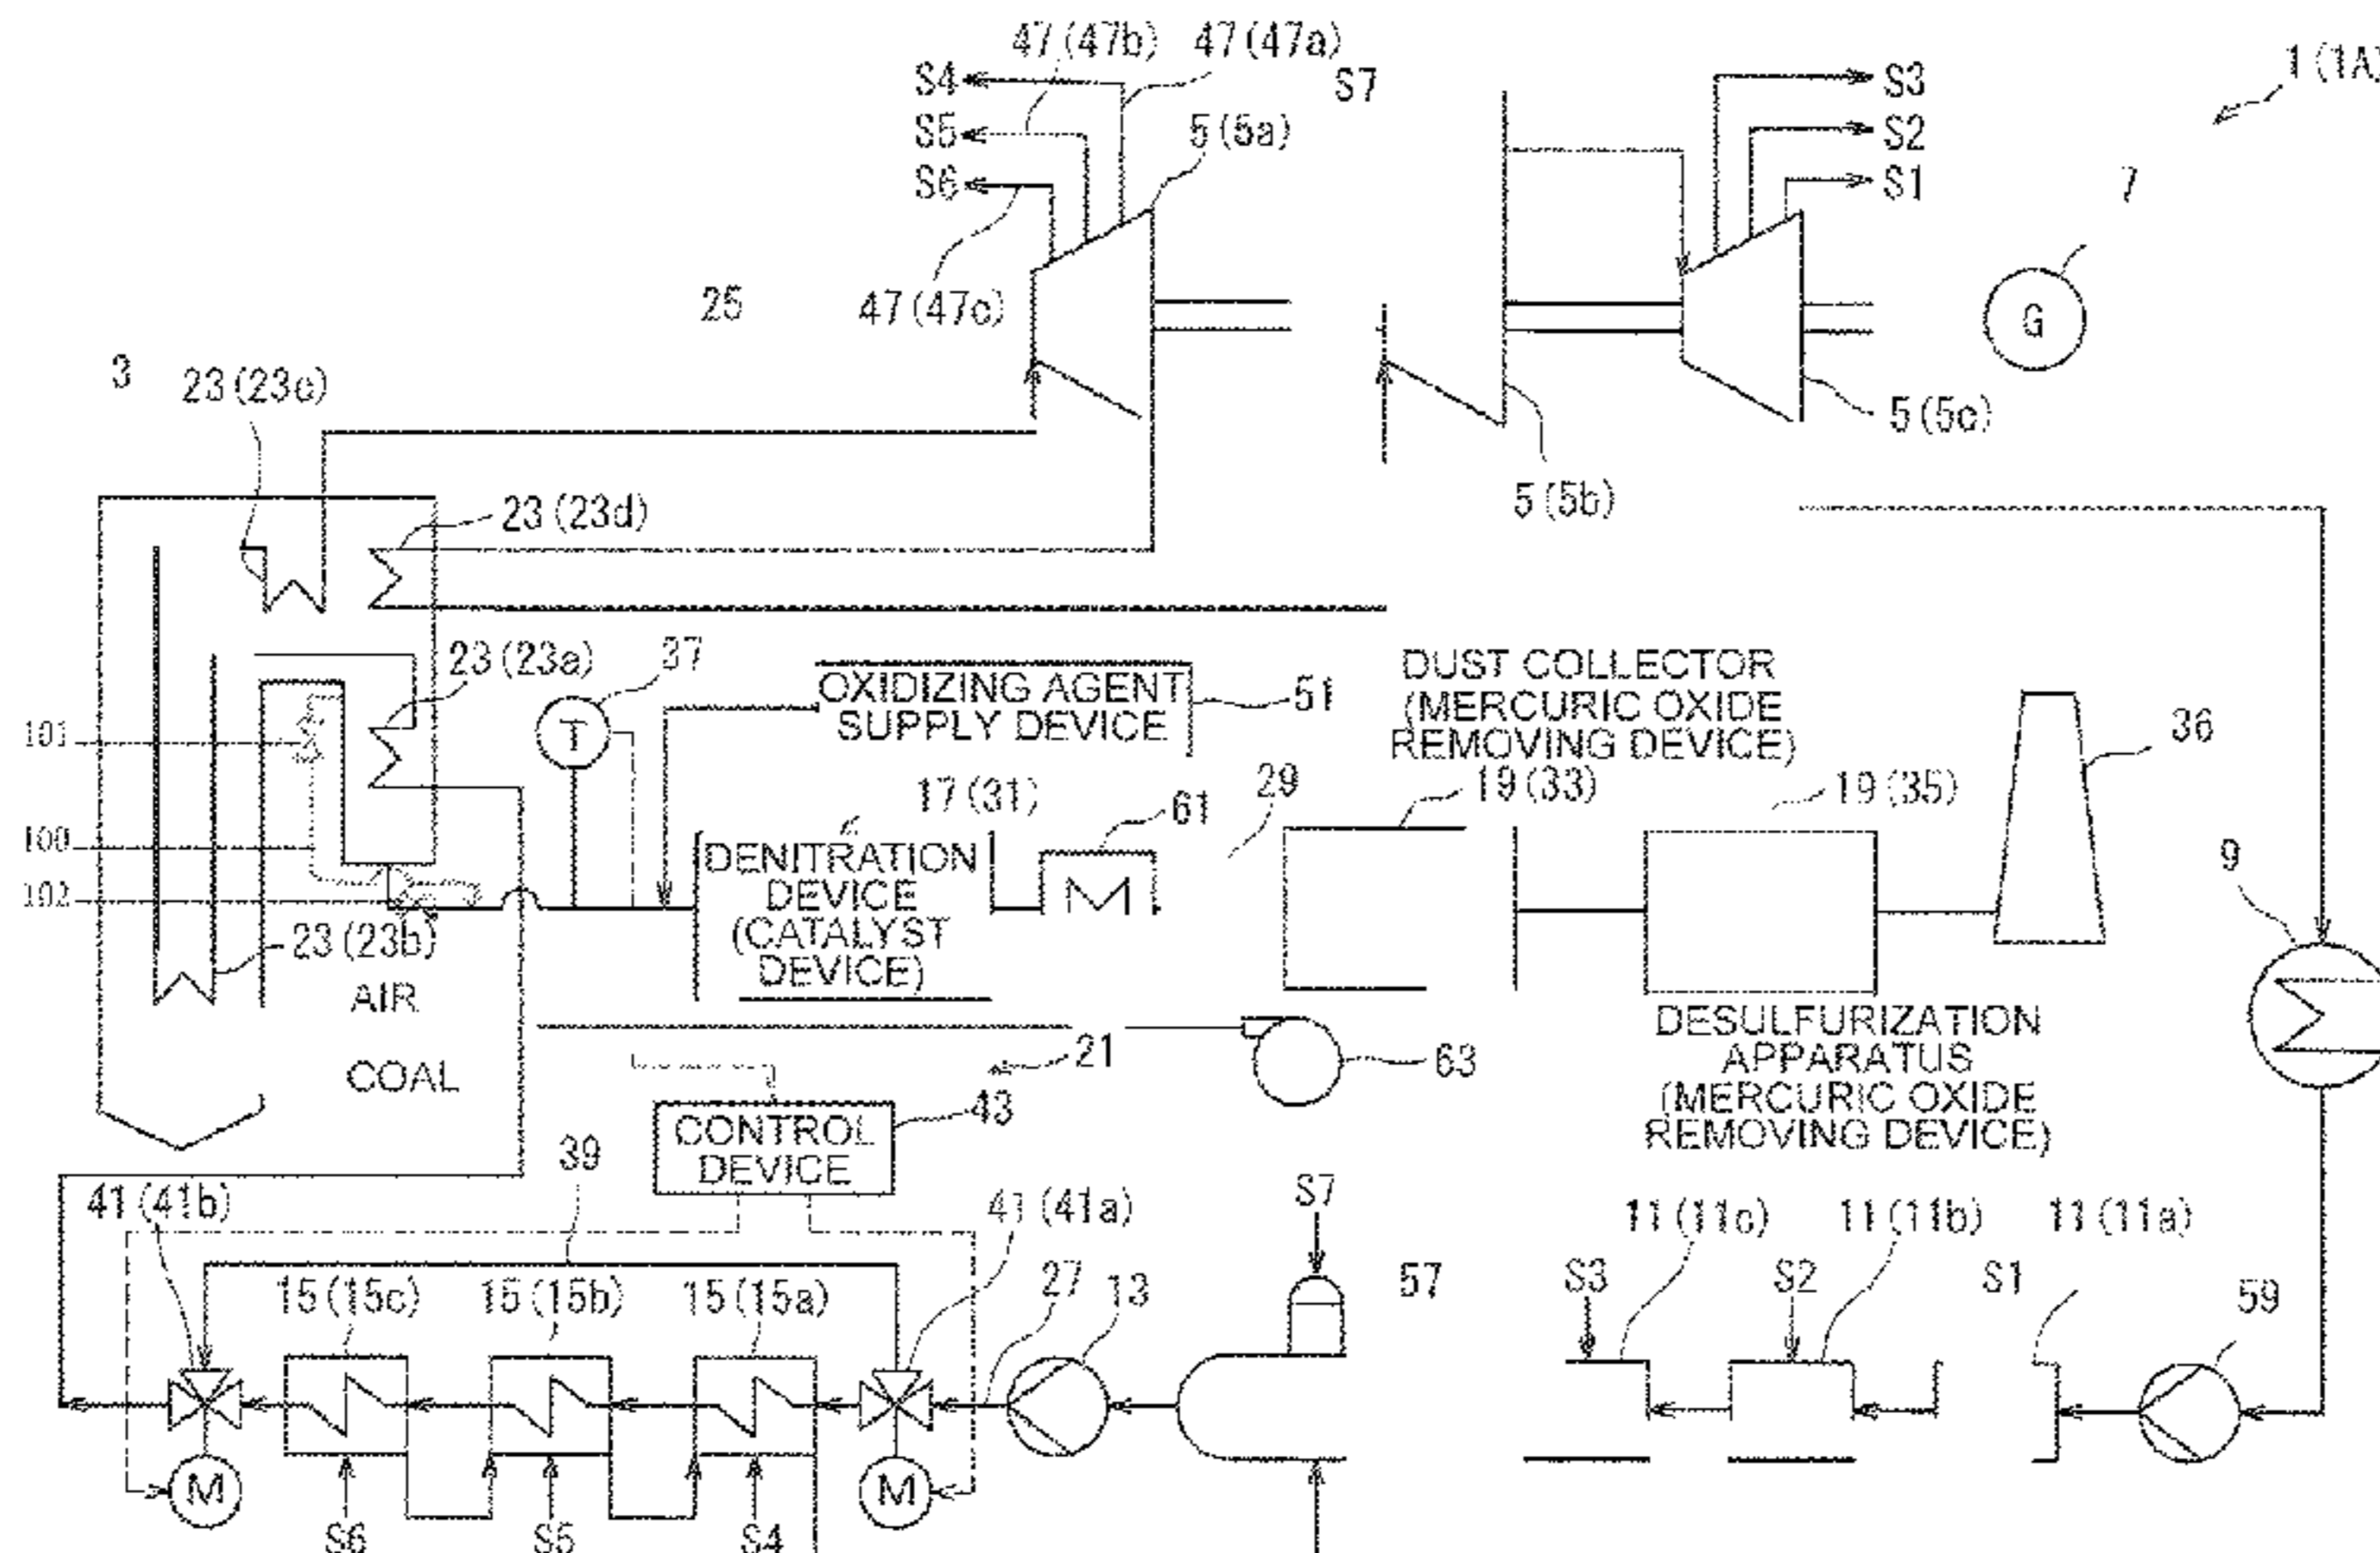 47(47b) 47(47a)
S4
S7
S3
1(1A)
S5
5(5a)
S2
S6
S1
7
25
47(47c)
G
3
23(23e)
5(5c)
23(23d)
5(5b)
23(23a)
37
OXIDIZING AGENT
SUPPLY DEVICE
51
DUST COLLECTOR
(MERCURIC OXIDE
REMOVING DEVICE)
36
101
T
17(31)
61
29
19(33)
19(35)
100
DENITRATION
DEVICE
(CATALYST
DEVICE)
9
102
23(23b)
AIR
COAL
21
63
DESULFURIZATION
APPARATUS
(MERCURIC OXIDE
REMOVING DEVICE)
43
CONTROL
DEVICE
39
41(41b)
41(41a)
S7
11(11c) 11(11b) 11(11a)
15(15c) 15(15b) 15(15a)
27
13
57
S3
S2
S1
59
M
M
S6
S5
S4